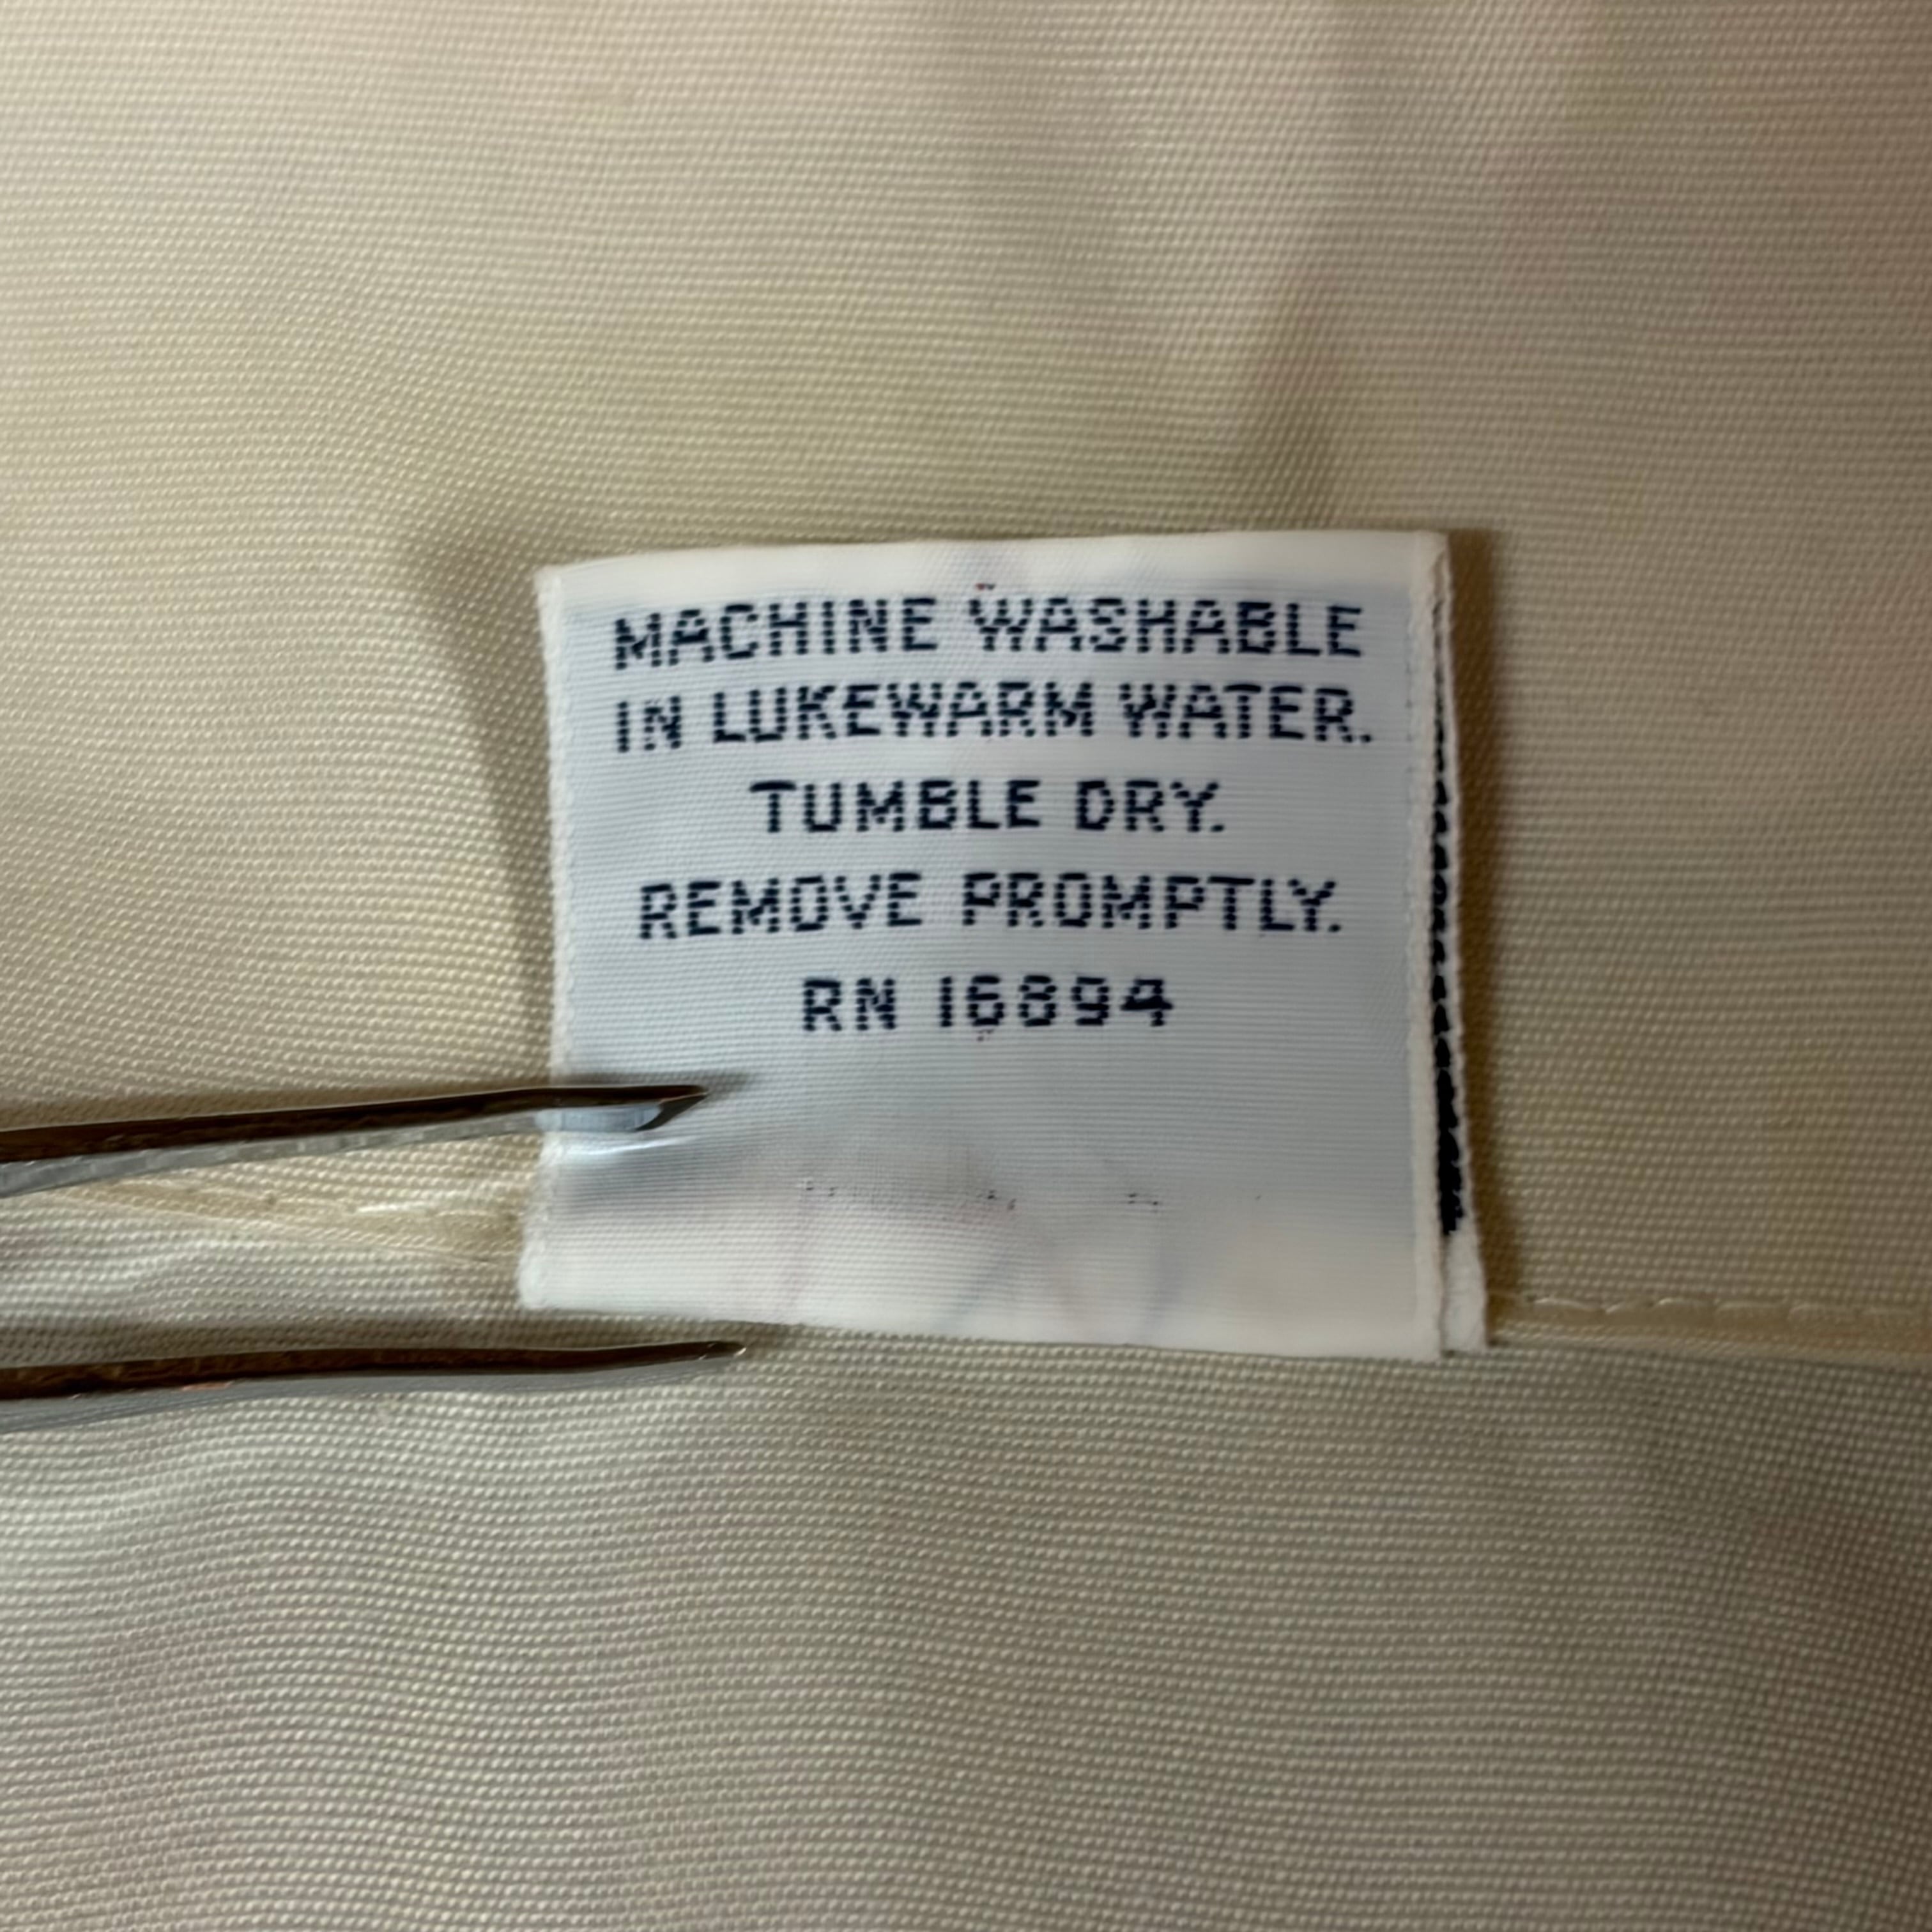 MACHINE WASHABLE
IN LUKEWARM WATER.
TUMBLE DRY.
REMOVE PROMPTLY.
RN 16894